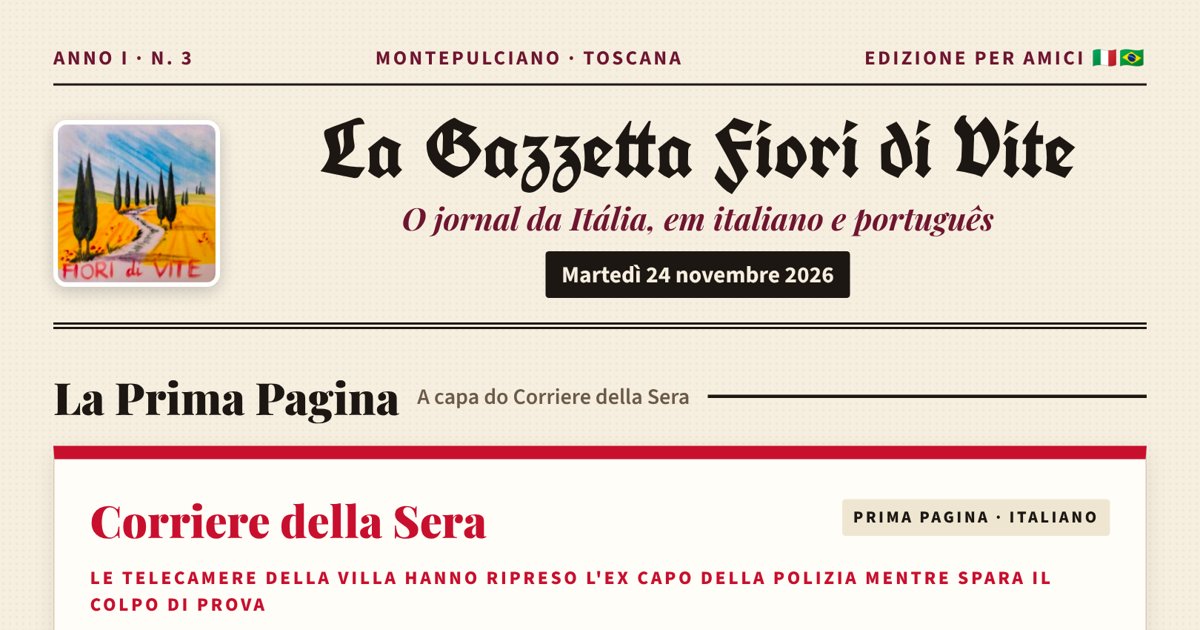 ANNO I · N. 3
MONTEPULCIANO · TOSCANA
EDIZIONE PER AMICI 🇮🇹🇧🇷
La Gazzetta Fiori di Vite
FIORI di VITE
O jornal da Itália, em italiano e português
Martedì 24 novembre 2026
La Prima Pagina
A capa do Corriere della Sera
Corriere della Sera
PRIMA PAGINA · ITALIANO
LE TELECAMERE DELLA VILLA HANNO RIPRESO L'EX CAPO DELLA POLIZIA MENTRE SPARA IL
COLPO DI PROVA